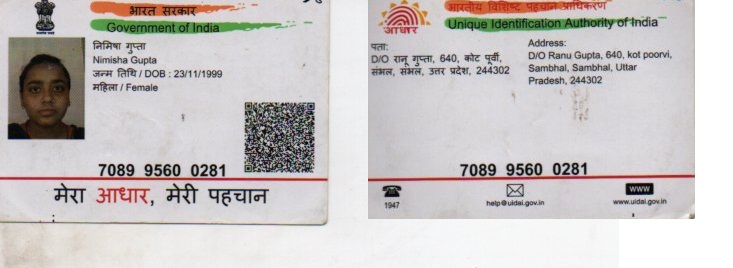 भारत सरकार
Government of India
निमिषा गुप्ता
Nimisha Gupta
जन्म तिथि / DOB : 23/11/1999
महिला / Female
7089 9560 0281
मेरा आधार, मेरी पहचान
भारतीय विशिष्ट पहचान प्राधिकरण
Unique Identification Authority of India
आधार
पता:
D/O रानू गुप्ता, 640, कोट पूर्वी,
संभल, संभल, उत्तर प्रदेश, 244302
Address:
D/O Ranu Gupta, 640, kot poorvi,
Sambhal, Sambhal, Uttar
Pradesh, 244302
7089 9560 0281
1947
help@uidai.gov.in
www
www.uidai.gov.in